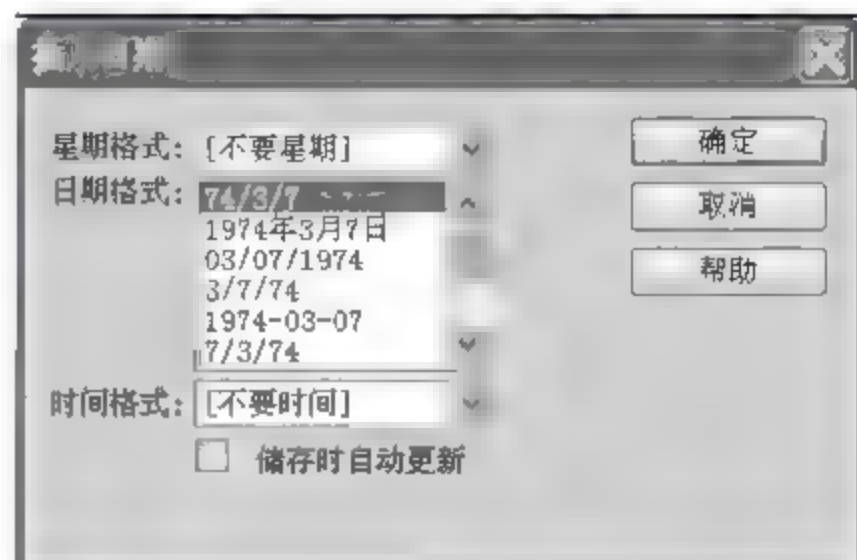 星期格式: [不要星期]
日期格式: 74/3/7
1974年3月7日
03/07/1974
3/7/74
1974-03-07
7/3/74
时间格式: [不要时间]
储存时自动更新
确定
取消
帮助